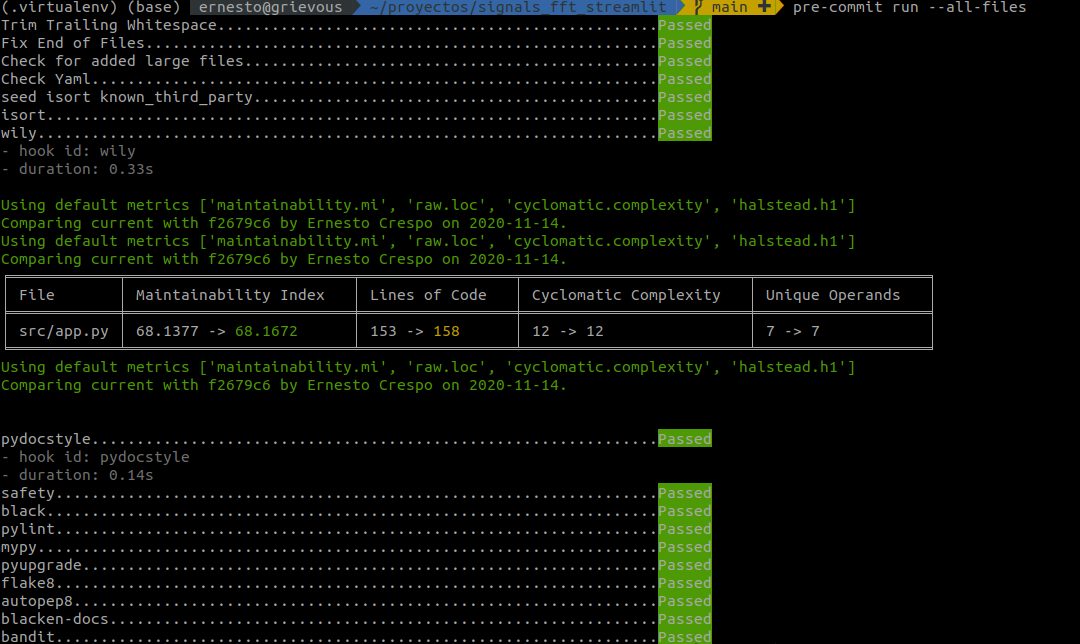 (.virtualenv) (base) ernesto@grievous ~/proyectos/signals_fft_streamlit main ✚ pre-commit run --all-files
Trim Trailing Whitespace.................................................Passed
Fix End of Files.........................................................Passed
Check for added large files..............................................Passed
Check Yaml...............................................................Passed
seed isort known_third_party.............................................Passed
isort....................................................................Passed
wily.....................................................................Passed
- hook id: wily
- duration: 0.33s
Using default metrics ['maintainability.mi', 'raw.loc', 'cyclomatic.complexity', 'halstead.h1']
Comparing current with f2679c6 by Ernesto Crespo on 2020-11-14.
Using default metrics ['maintainability.mi', 'raw.loc', 'cyclomatic.complexity', 'halstead.h1']
Comparing current with f2679c6 by Ernesto Crespo on 2020-11-14.
File Maintainability Index Lines of Code Cyclomatic Complexity Unique Operands
src/app.py 68.1377 -> 68.1672 153 -> 158 12 -> 12 7 -> 7
Using default metrics ['maintainability.mi', 'raw.loc', 'cyclomatic.complexity', 'halstead.h1']
Comparing current with f2679c6 by Ernesto Crespo on 2020-11-14.
pydocstyle...............................................................Passed
- hook id: pydocstyle
- duration: 0.14s
safety...................................................................Passed
black....................................................................Passed
pylint...................................................................Passed
mypy.....................................................................Passed
pyupgrade................................................................Passed
flake8...................................................................Passed
autopep8.................................................................Passed
blacken-docs.............................................................Passed
bandit...................................................................Passed